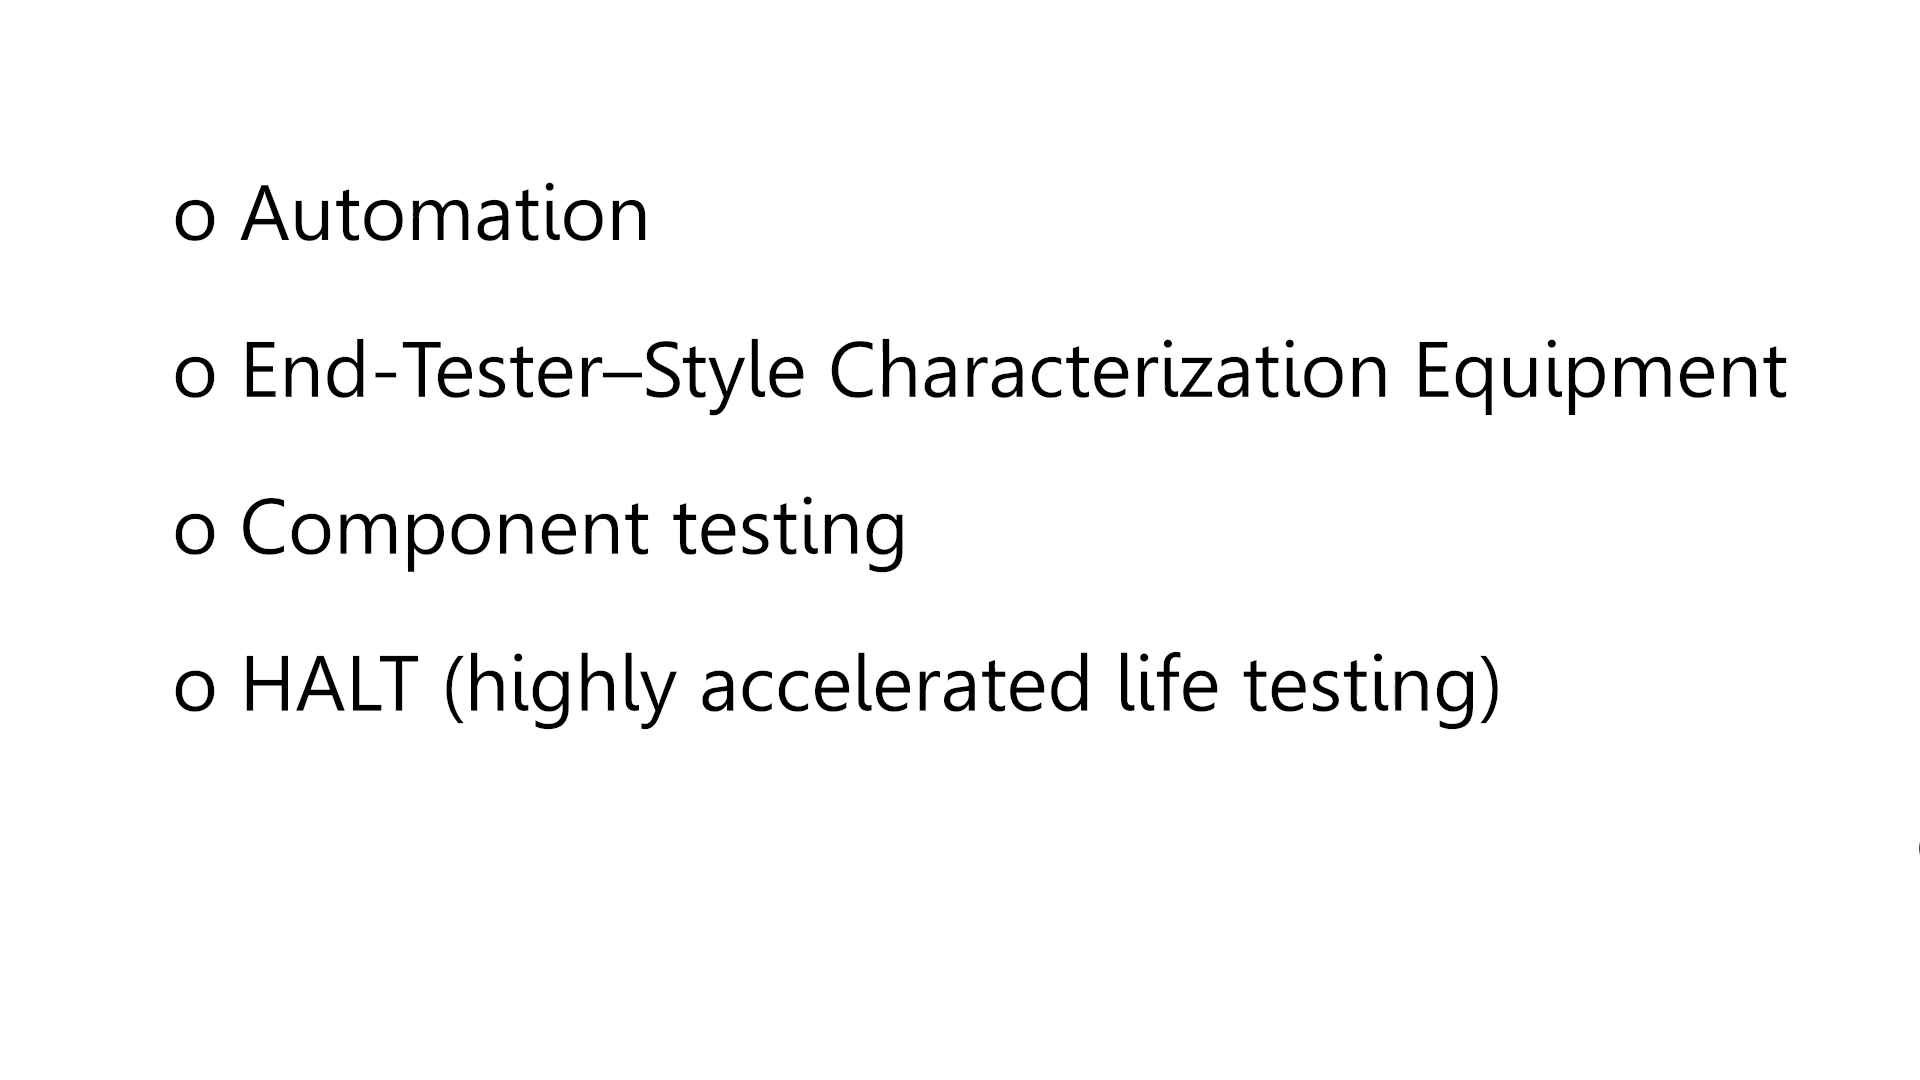 o Automation
o End-Tester–Style Characterization Equipment
o Component testing
o HALT (highly accelerated life testing)